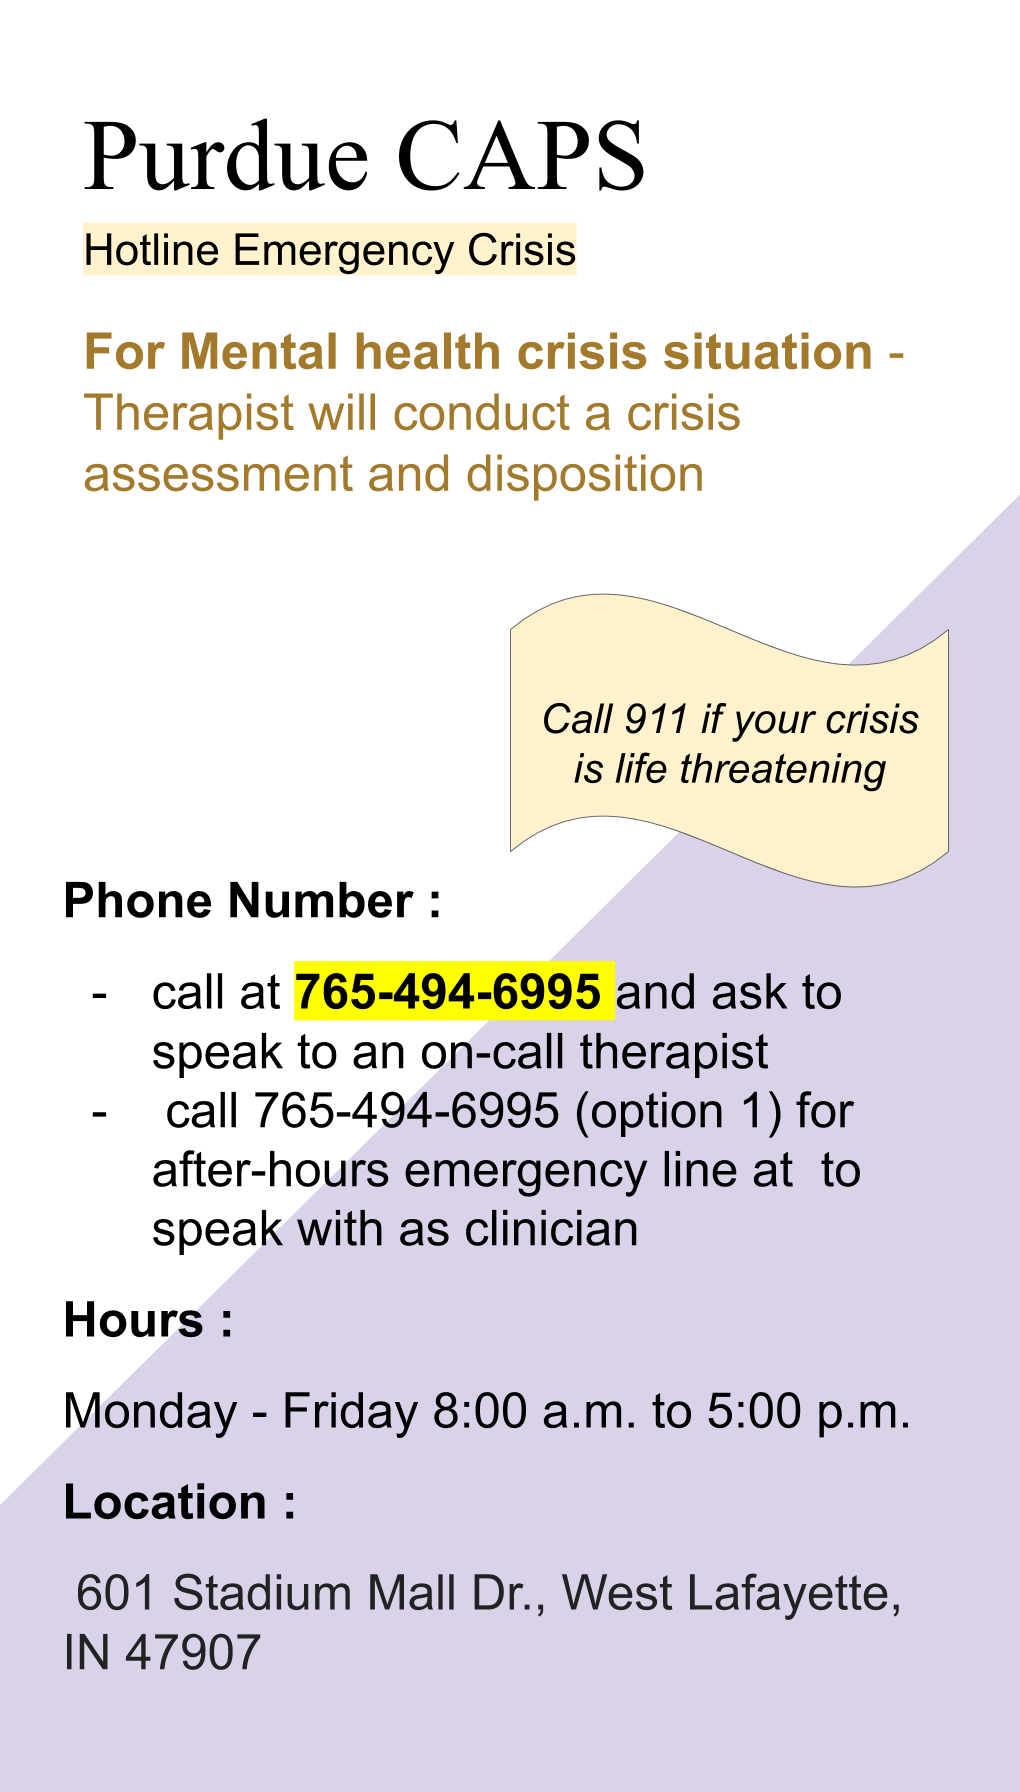 Purdue CAPS
Hotline Emergency Crisis
For Mental health crisis situation -
Therapist will conduct a crisis
assessment and disposition
Call 911 if your crisis
is life threatening
Phone Number :
- call at 765-494-6995 and ask to
speak to an on-call therapist
- call 765-494-6995 (option 1) for
after-hours emergency line at  to
speak with as clinician
Hours :
Monday - Friday 8:00 a.m. to 5:00 p.m.
Location :
601 Stadium Mall Dr., West Lafayette,
IN 47907